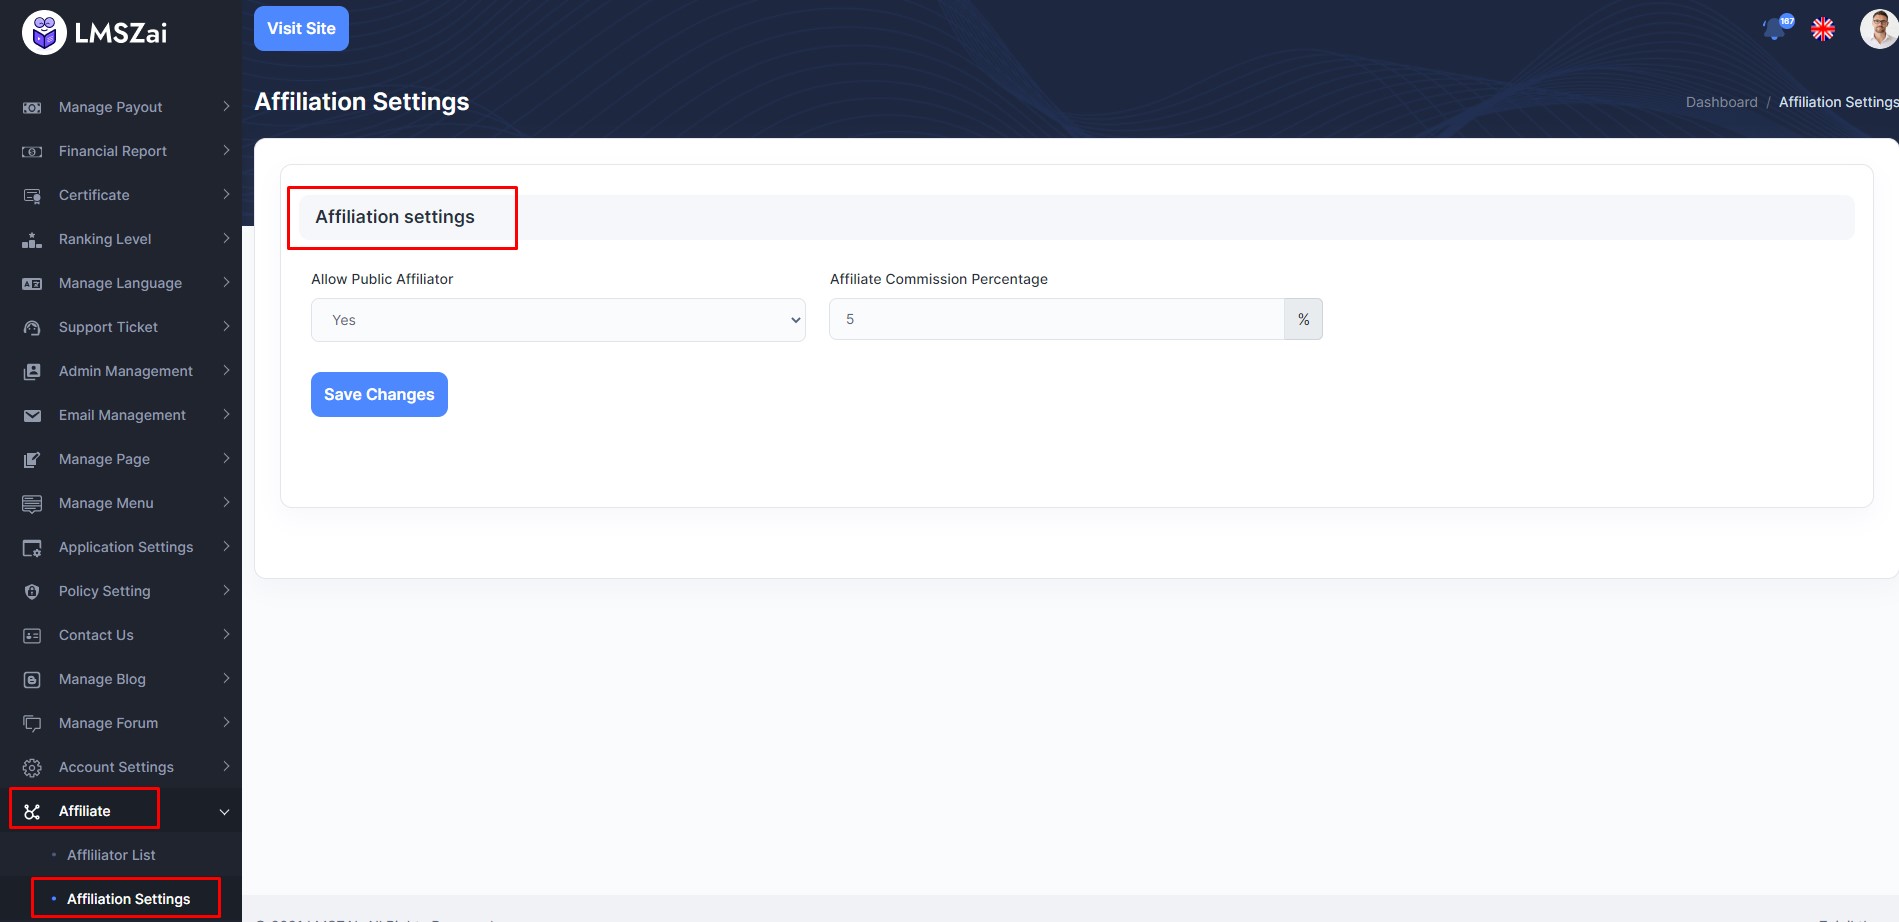 LMSZai
Visit Site
167
Affiliation Settings
Dashboard / Affiliation Settings
Manage Payout
Financial Report
Certificate
Ranking Level
Manage Language
Support Ticket
Admin Management
Email Management
Manage Page
Manage Menu
Application Settings
Policy Setting
Contact Us
Manage Blog
Manage Forum
Account Settings
Affiliate
Affliliator List
Affiliation Settings
Affiliation settings
Allow Public Affiliator
Affiliate Commission Percentage
Yes
5 %
Save Changes